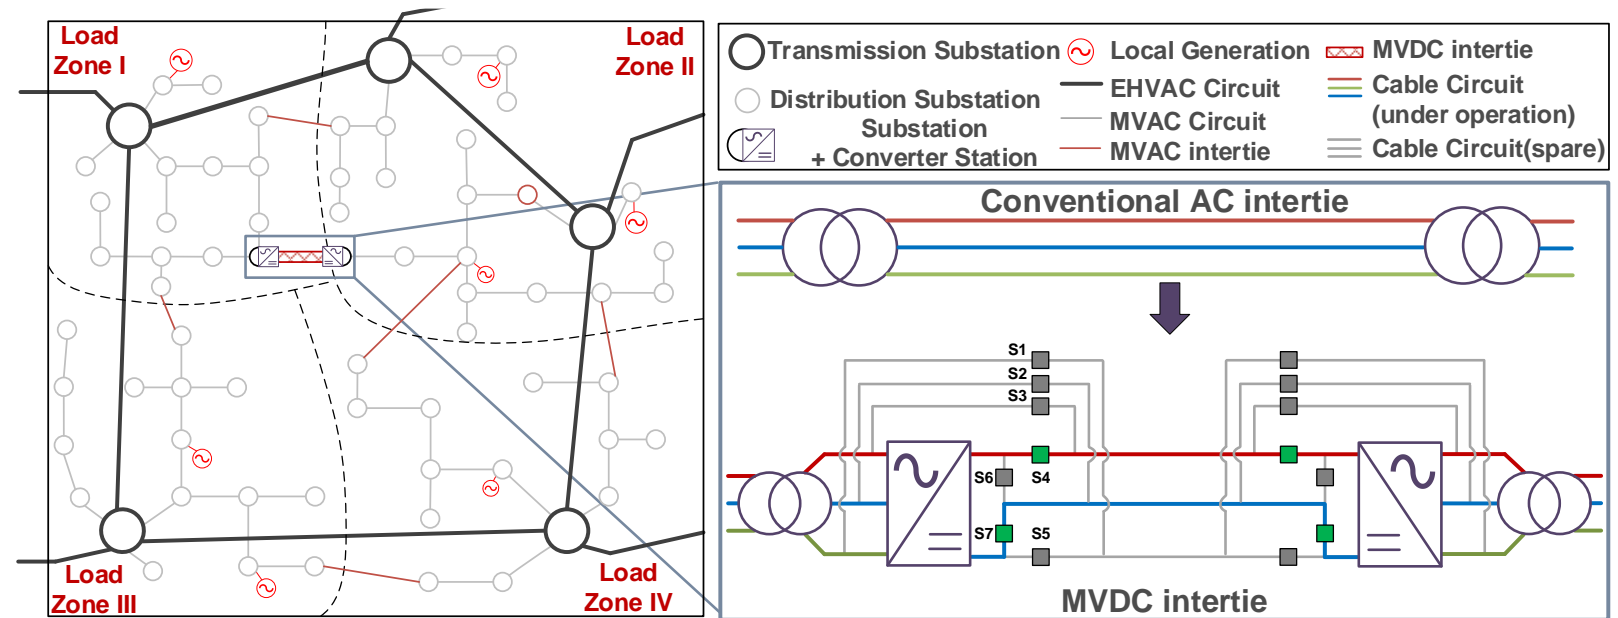 Load
Zone I
Load
Zone II
Load
Zone III
Load
Zone IV
Transmission Substation
Local Generation
MVDC intertie
Distribution Substation
Substation
+ Converter Station
EHVAC Circuit
MVAC Circuit
MVAC intertie
Cable Circuit
(under operation)
Cable Circuit(spare)
Conventional AC intertie
S1
S2
S3
S6
S4
S7
S5
MVDC intertie